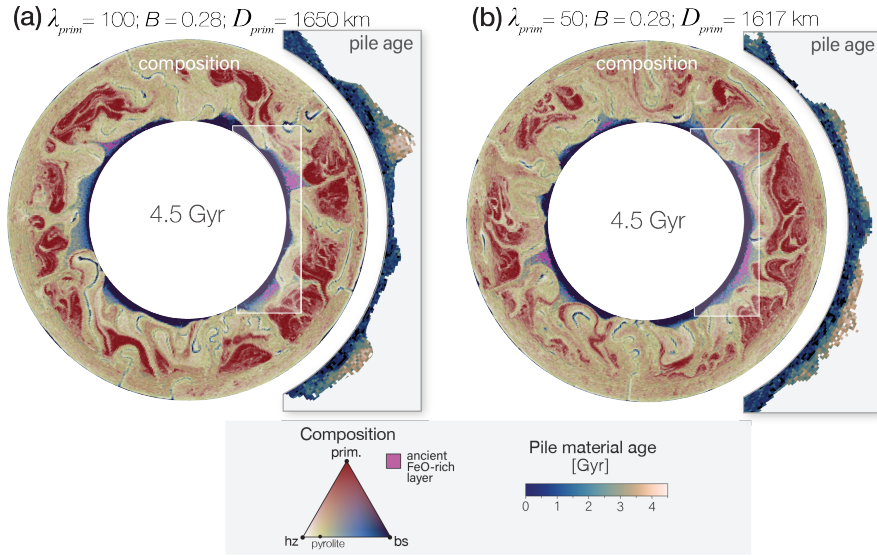 (a) λprim = 100; B = 0.28; Dprim = 1650 km
pile age
composition
4.5 Gyr
(b) λprim = 50; B = 0.28; Dprim = 1617 km
pile age
composition
4.5 Gyr
Composition
prim.
hz
pyrolite
bs
ancient
FeO-rich
layer
Pile material age
[Gyr]
0 1 2 3 4